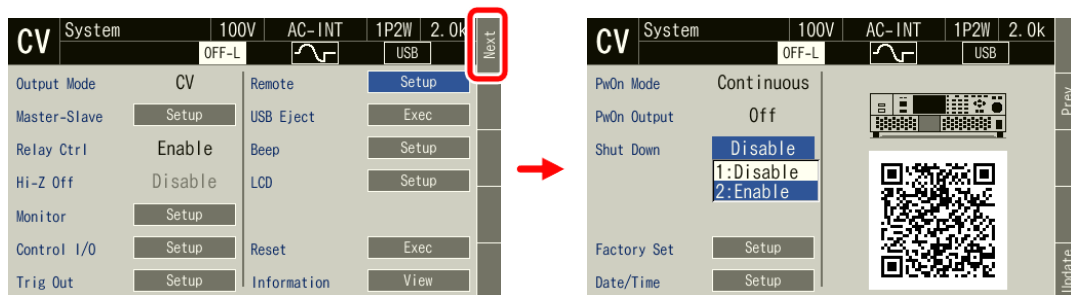 CV System 100V AC-INT 1P2W 2.0k Next
OFF-L USB
Output Mode CV Remote Setup
Master-Slave Setup USB Eject Exec
Relay Ctrl Enable Beep Setup
Hi-Z Off Disable LCD Setup
Monitor Setup
Control I/O Setup Reset Exec
Trig Out Setup Information View
CV System 100V AC-INT 1P2W 2.0k
OFF-L USB
PwOn Mode Continuous
PwOn Output Off Prev
Shut Down Disable
1:Disable
2:Enable
Factory Set Setup
Date/Time Setup Update